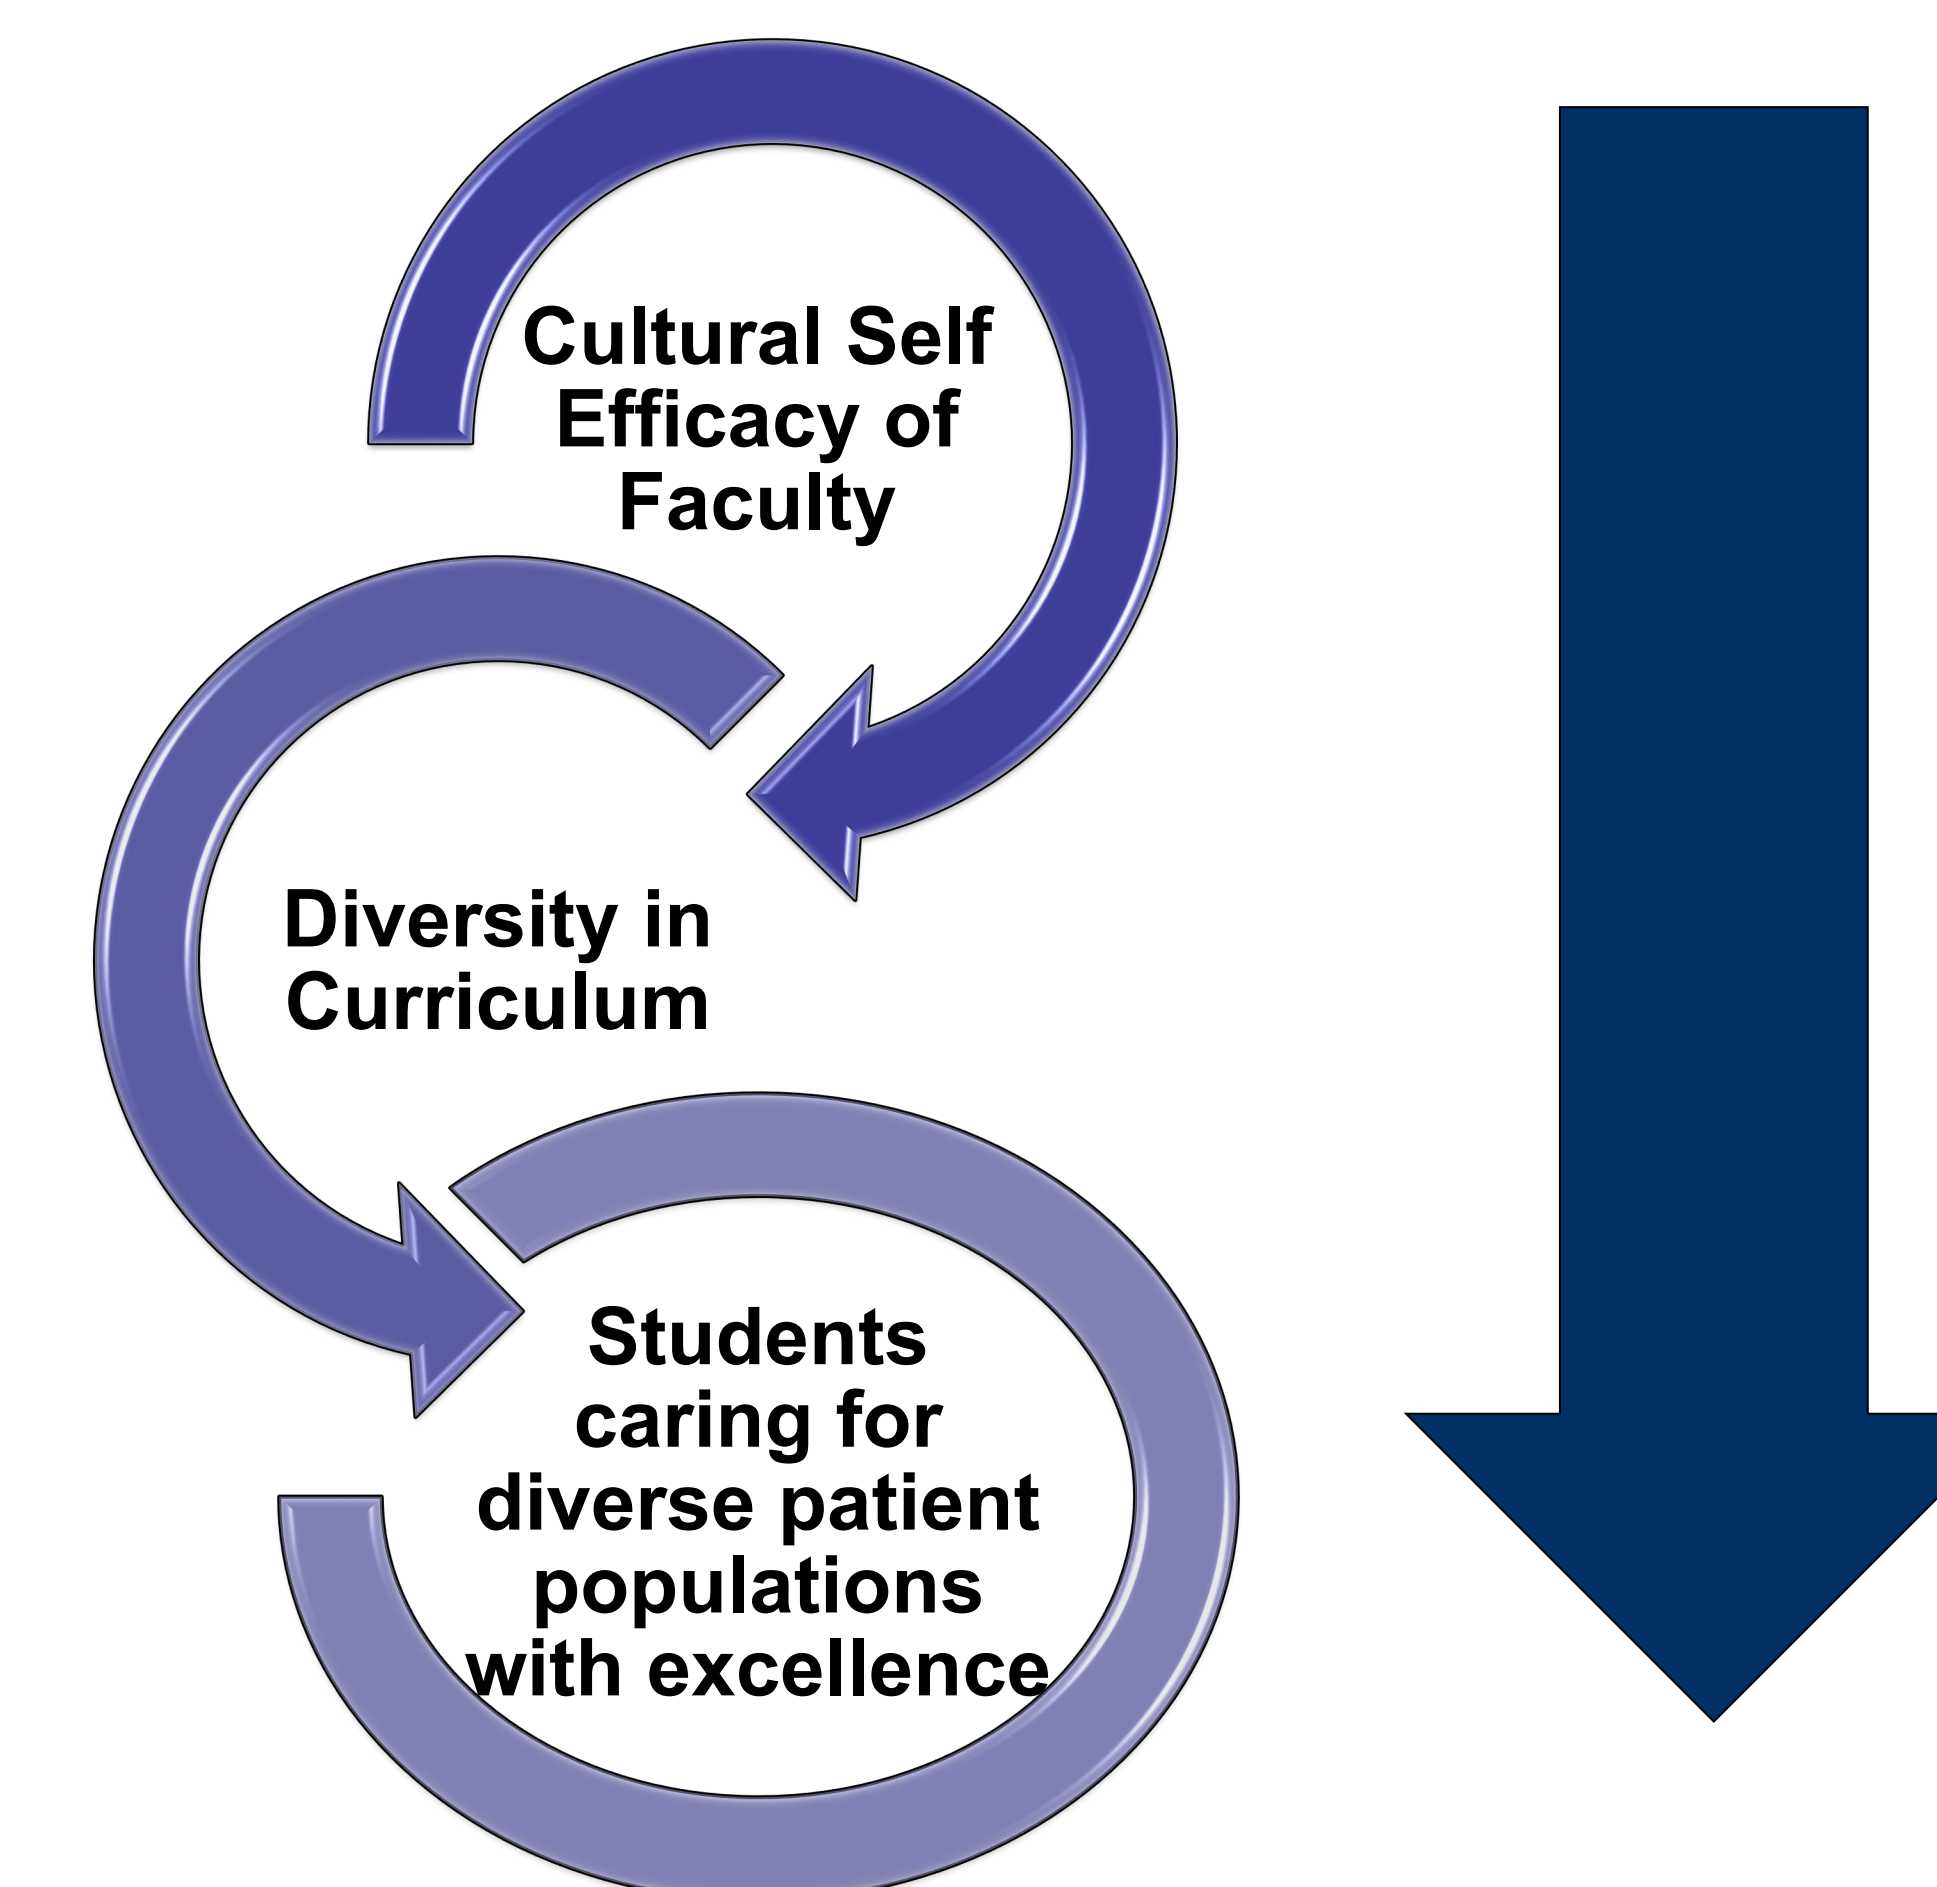 Cultural Self
Efficacy of
Faculty
Diversity in
Curriculum
Students
caring for
diverse patient
populations
with excellence